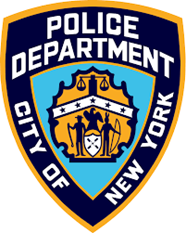 POLICE
DEPARTMENT
CITY OF
NEW YORK